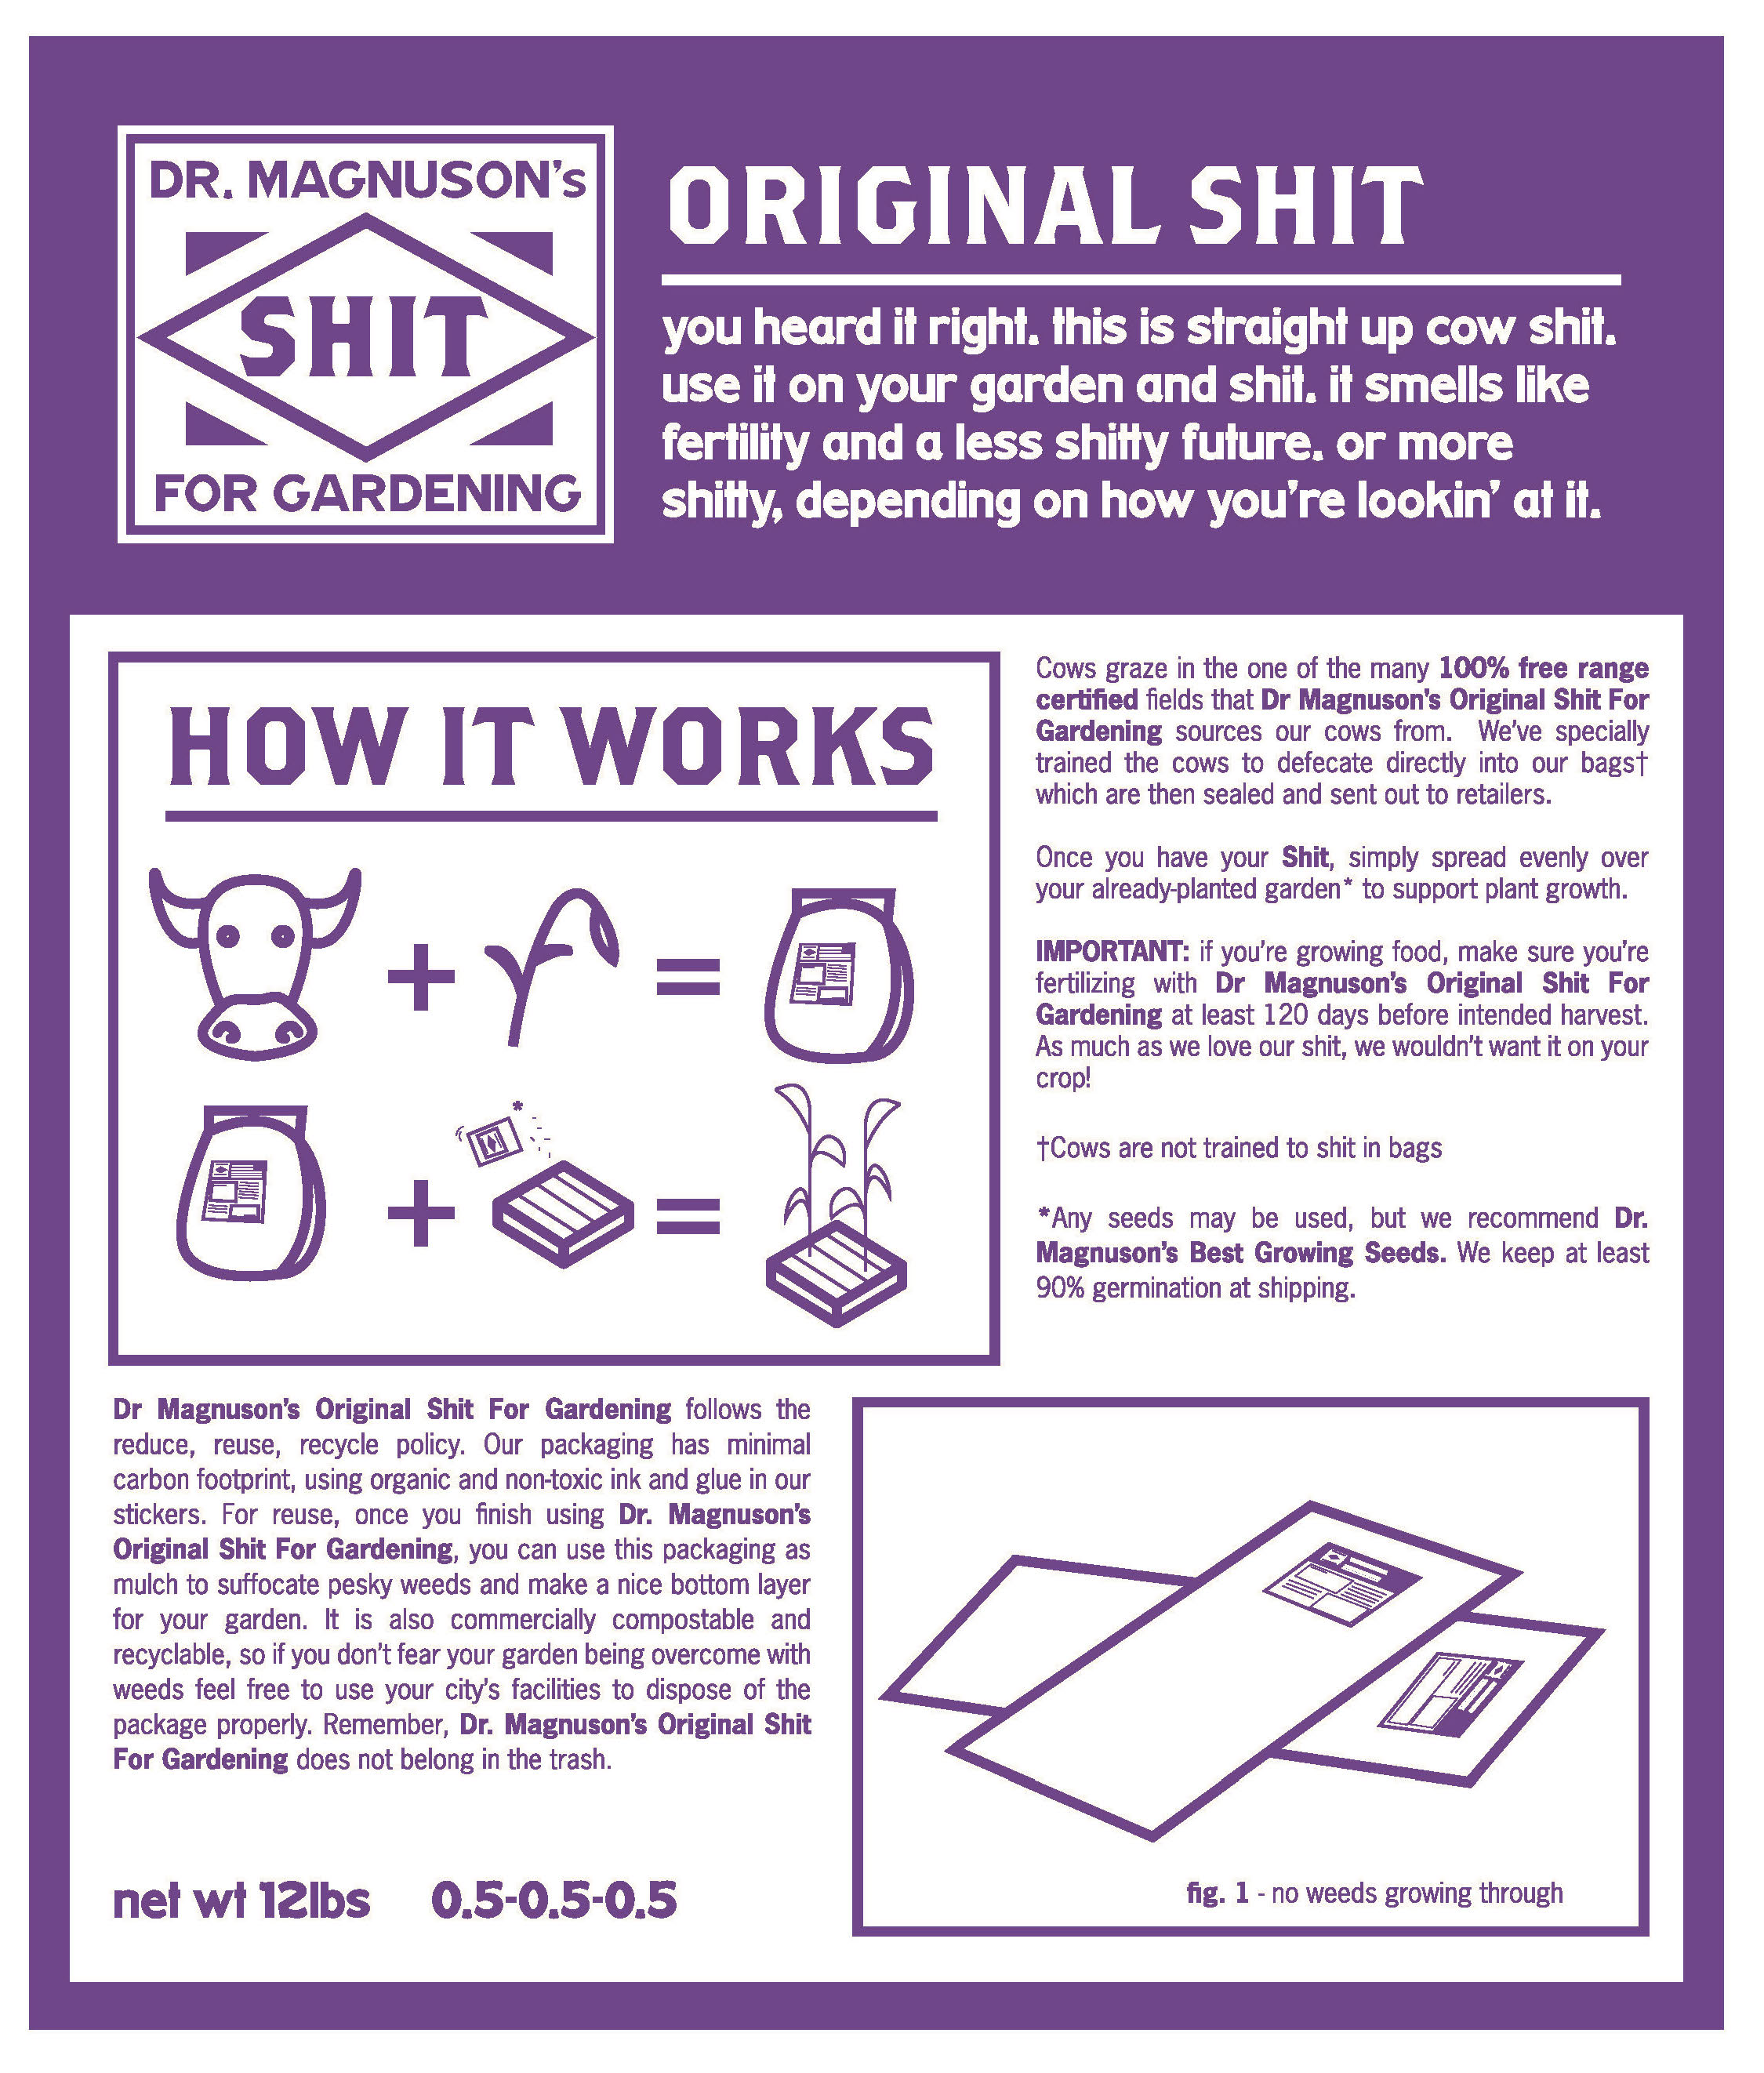 DR. MAGNUSON's
SHIT
FOR GARDENING
ORIGINAL SHIT
you heard it right. this is straight up cow shit.
use it on your garden and shit. it smells like
fertility and a less shitty future. or more
shitty, depending on how you're lookin' at it.
HOW IT WORKS
+
=
*
+
=
Cows graze in the one of the many 100% free range
certified fields that Dr Magnuson's Original Shit For
Gardening sources our cows from. We've specially
trained the cows to defecate directly into our bags†
which are then sealed and sent out to retailers.
Once you have your Shit, simply spread evenly over
your already-planted garden* to support plant growth.
IMPORTANT: if you're growing food, make sure you're
fertilizing with Dr Magnuson's Original Shit For
Gardening at least 120 days before intended harvest.
As much as we love our shit, we wouldn't want it on your
crop!
†Cows are not trained to shit in bags
*Any seeds may be used, but we recommend Dr.
Magnuson's Best Growing Seeds. We keep at least
90% germination at shipping.
Dr Magnuson's Original Shit For Gardening follows the
reduce, reuse, recycle policy. Our packaging has minimal
carbon footprint, using organic and non-toxic ink and glue in our
stickers. For reuse, once you finish using Dr. Magnuson's
Original Shit For Gardening, you can use this packaging as
mulch to suffocate pesky weeds and make a nice bottom layer
for your garden. It is also commercially compostable and
recyclable, so if you don't fear your garden being overcome with
weeds feel free to use your city's facilities to dispose of the
package properly. Remember, Dr. Magnuson's Original Shit
For Gardening does not belong in the trash.
net wt 12lbs 0.5-0.5-0.5
fig. 1 - no weeds growing through